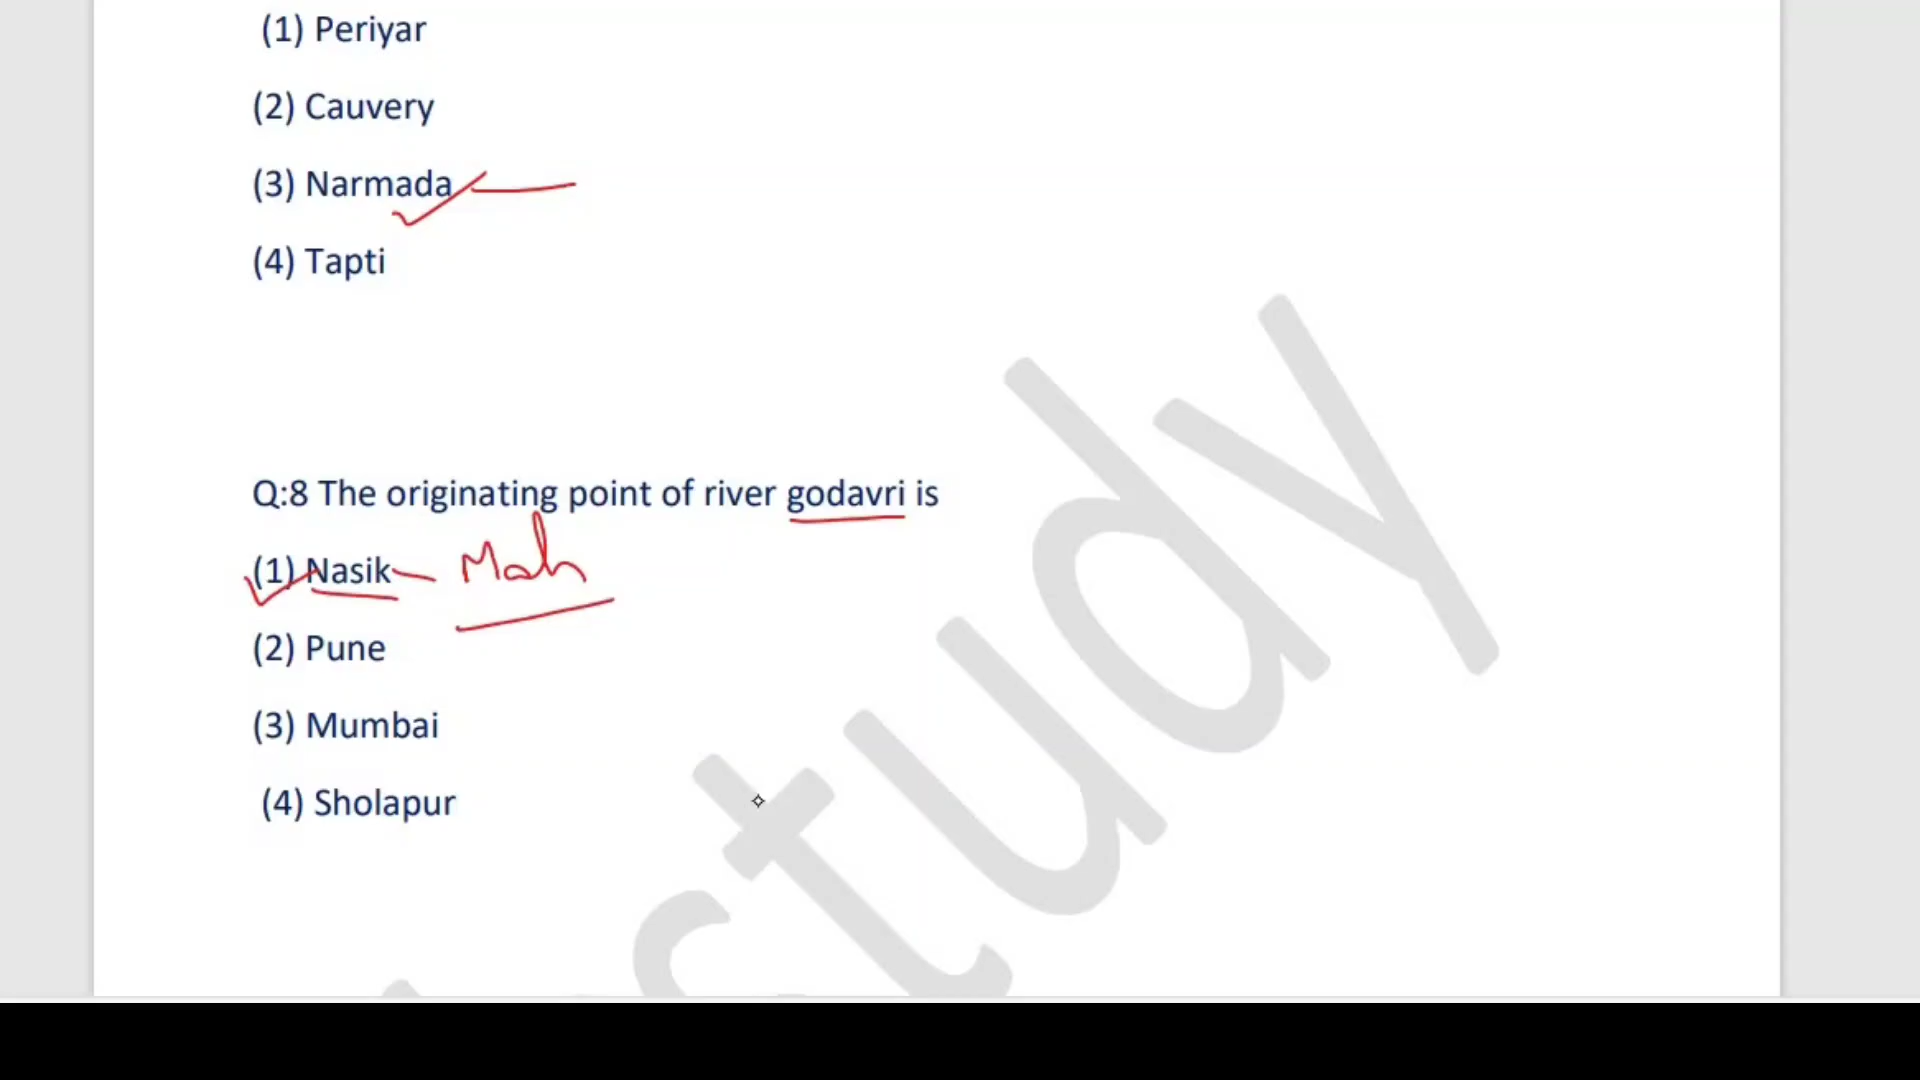 (1) Periyar
(2) Cauvery
(3) Narmada
(4) Tapti
Q:8 The originating point of river godavri is
(1) Nasik Mah
(2) Pune
(3) Mumbai
(4) Sholapur
study